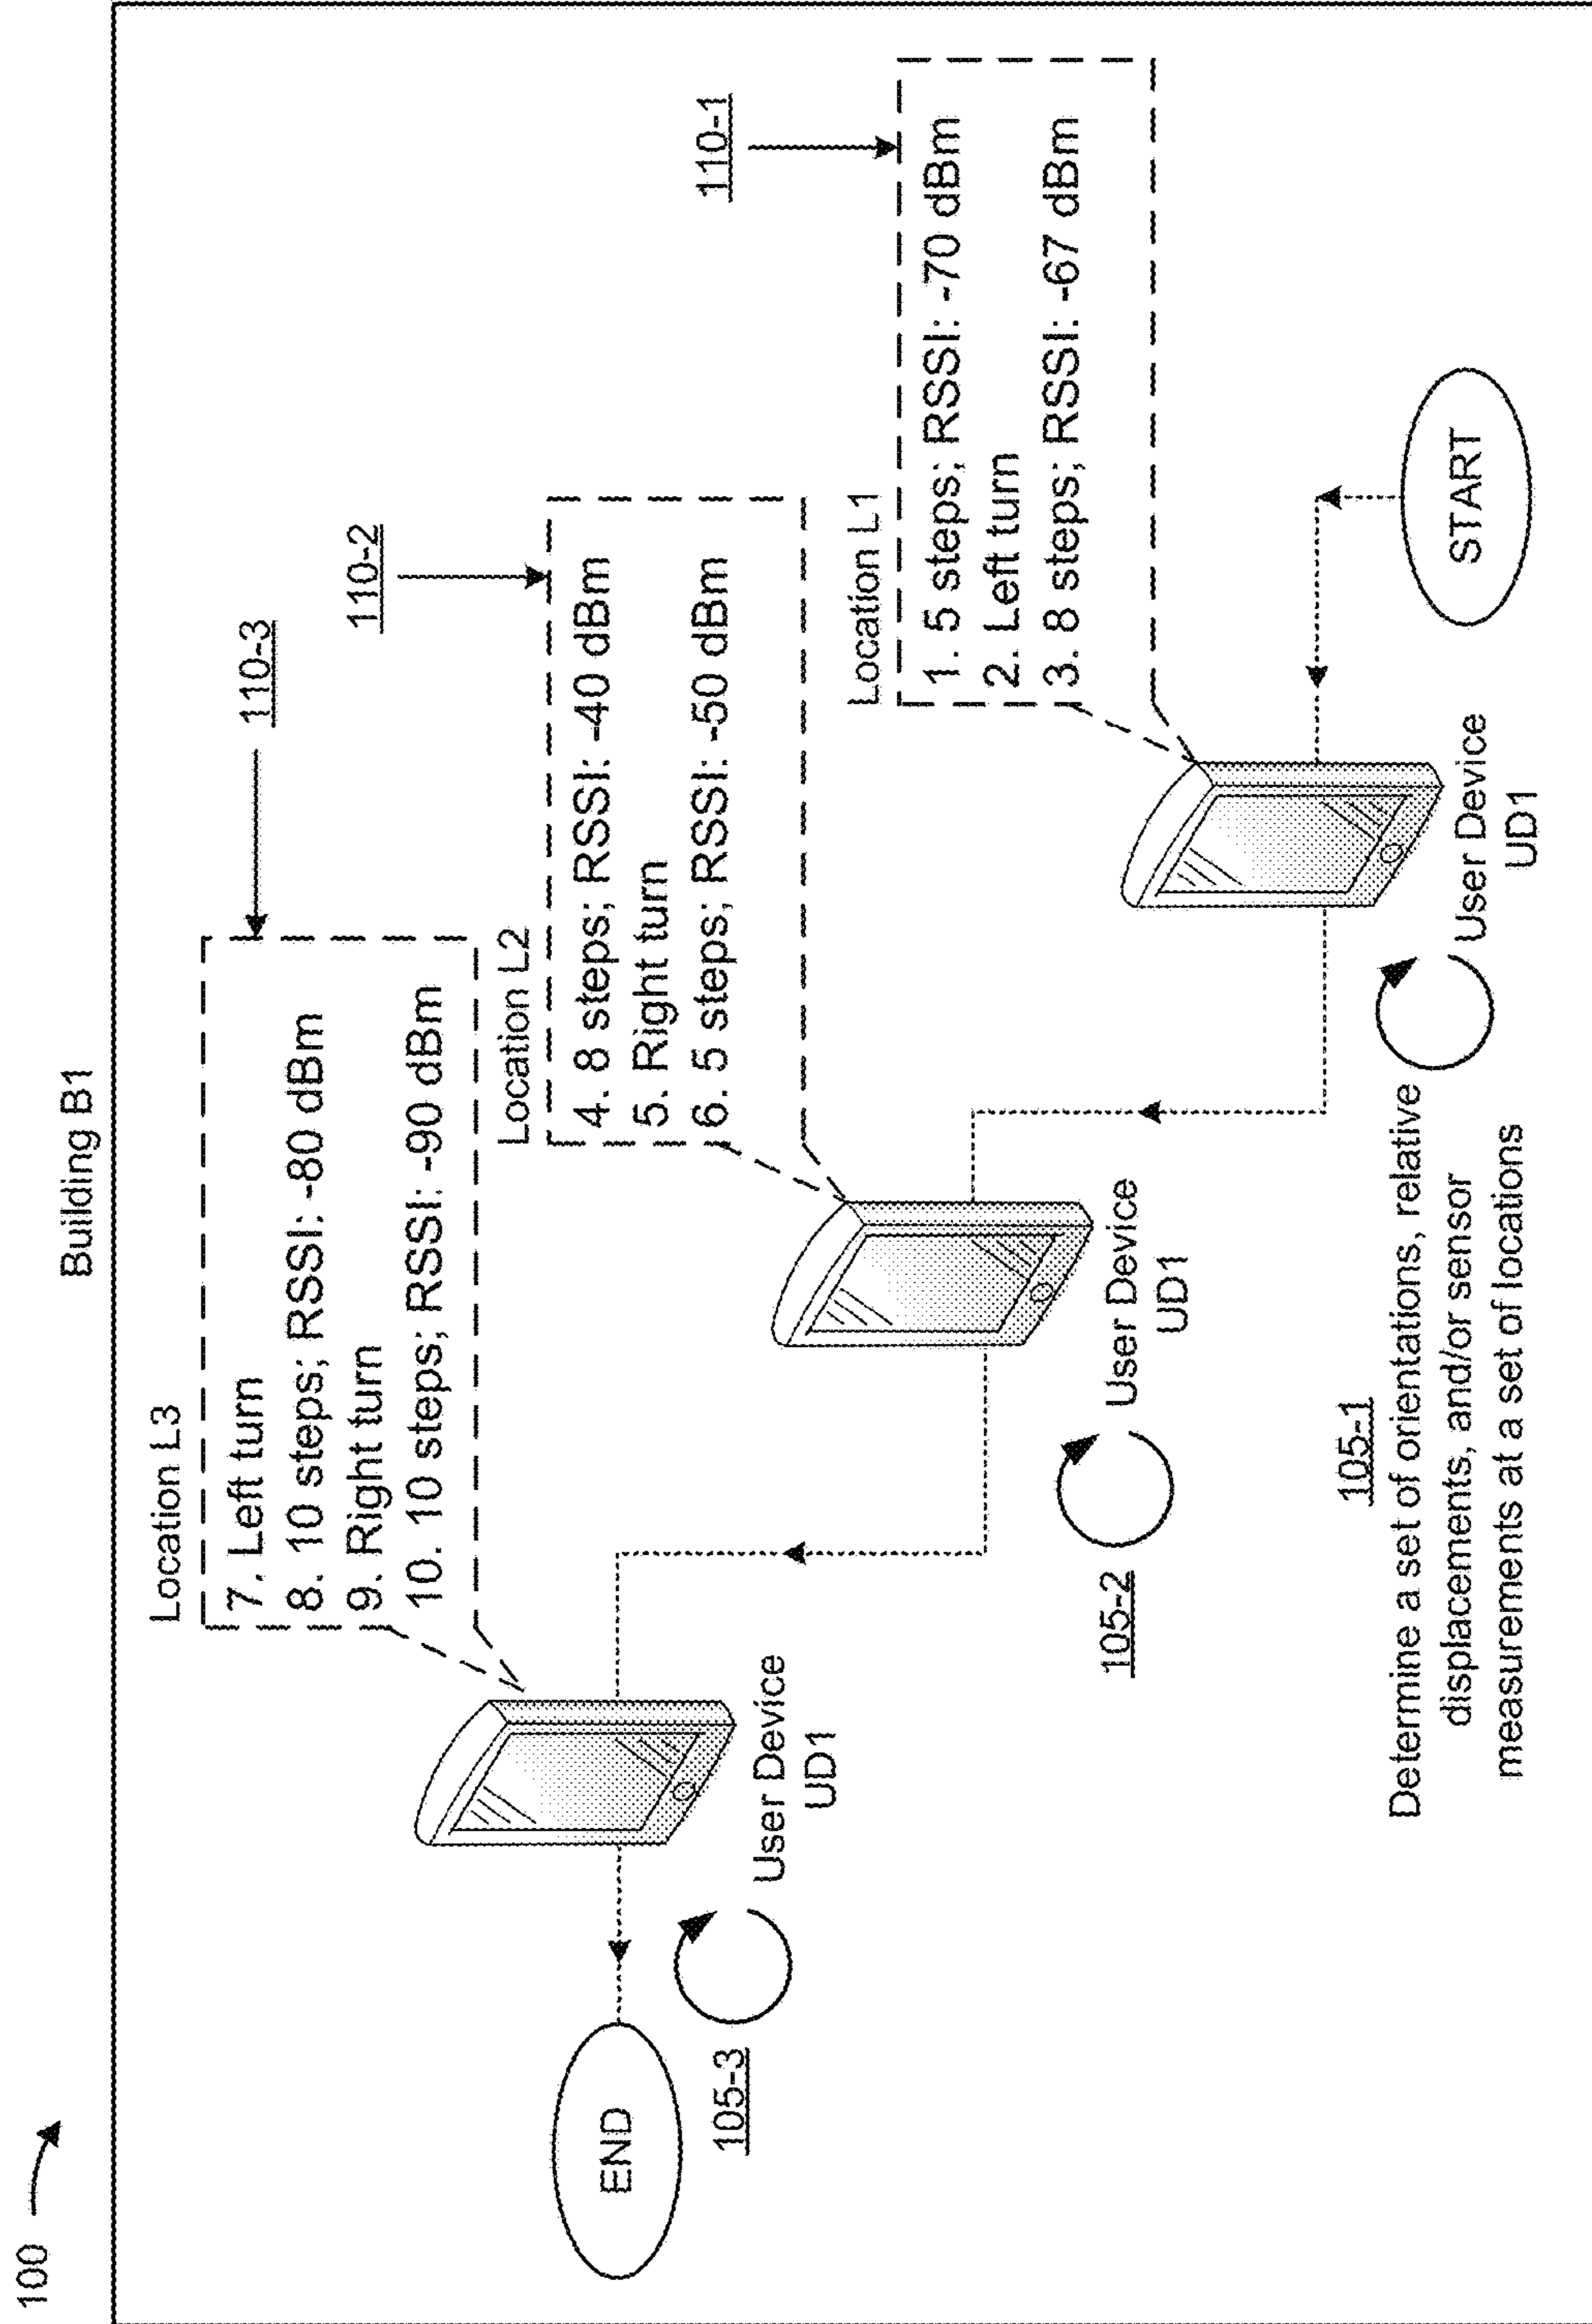 100
Building B1
Location L3
7. Left turn
8. 10 steps; RSSI: -80 dBm
9. Right turn
10. 10 steps; RSSI: -90 dBm
110-3
Location L2
4. 8 steps; RSSI: -40 dBm
5. Right turn
6. 5 steps; RSSI: -50 dBm
110-2
Location L1
1. 5 steps; RSSI: -70 dBm
2. Left turn
3. 8 steps; RSSI: -67 dBm
110-1
END
105-3
User Device
UD1
105-2
User Device
UD1
User Device
UD1
START
105-1
Determine a set of orientations, relative
displacements, and/or sensor
measurements at a set of locations